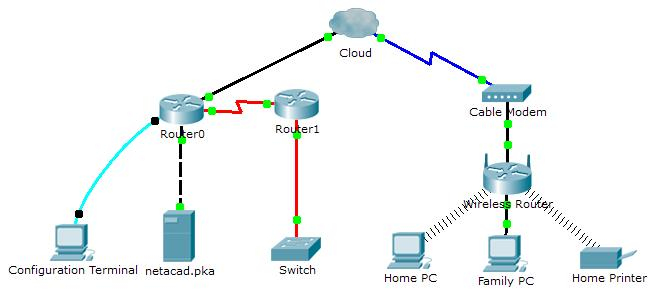 Cloud
Cable Modem
Router0
Router1
Wireless Router
Configuration Terminal
netacad.pka
Switch
Home PC
Family PC
Home Printer